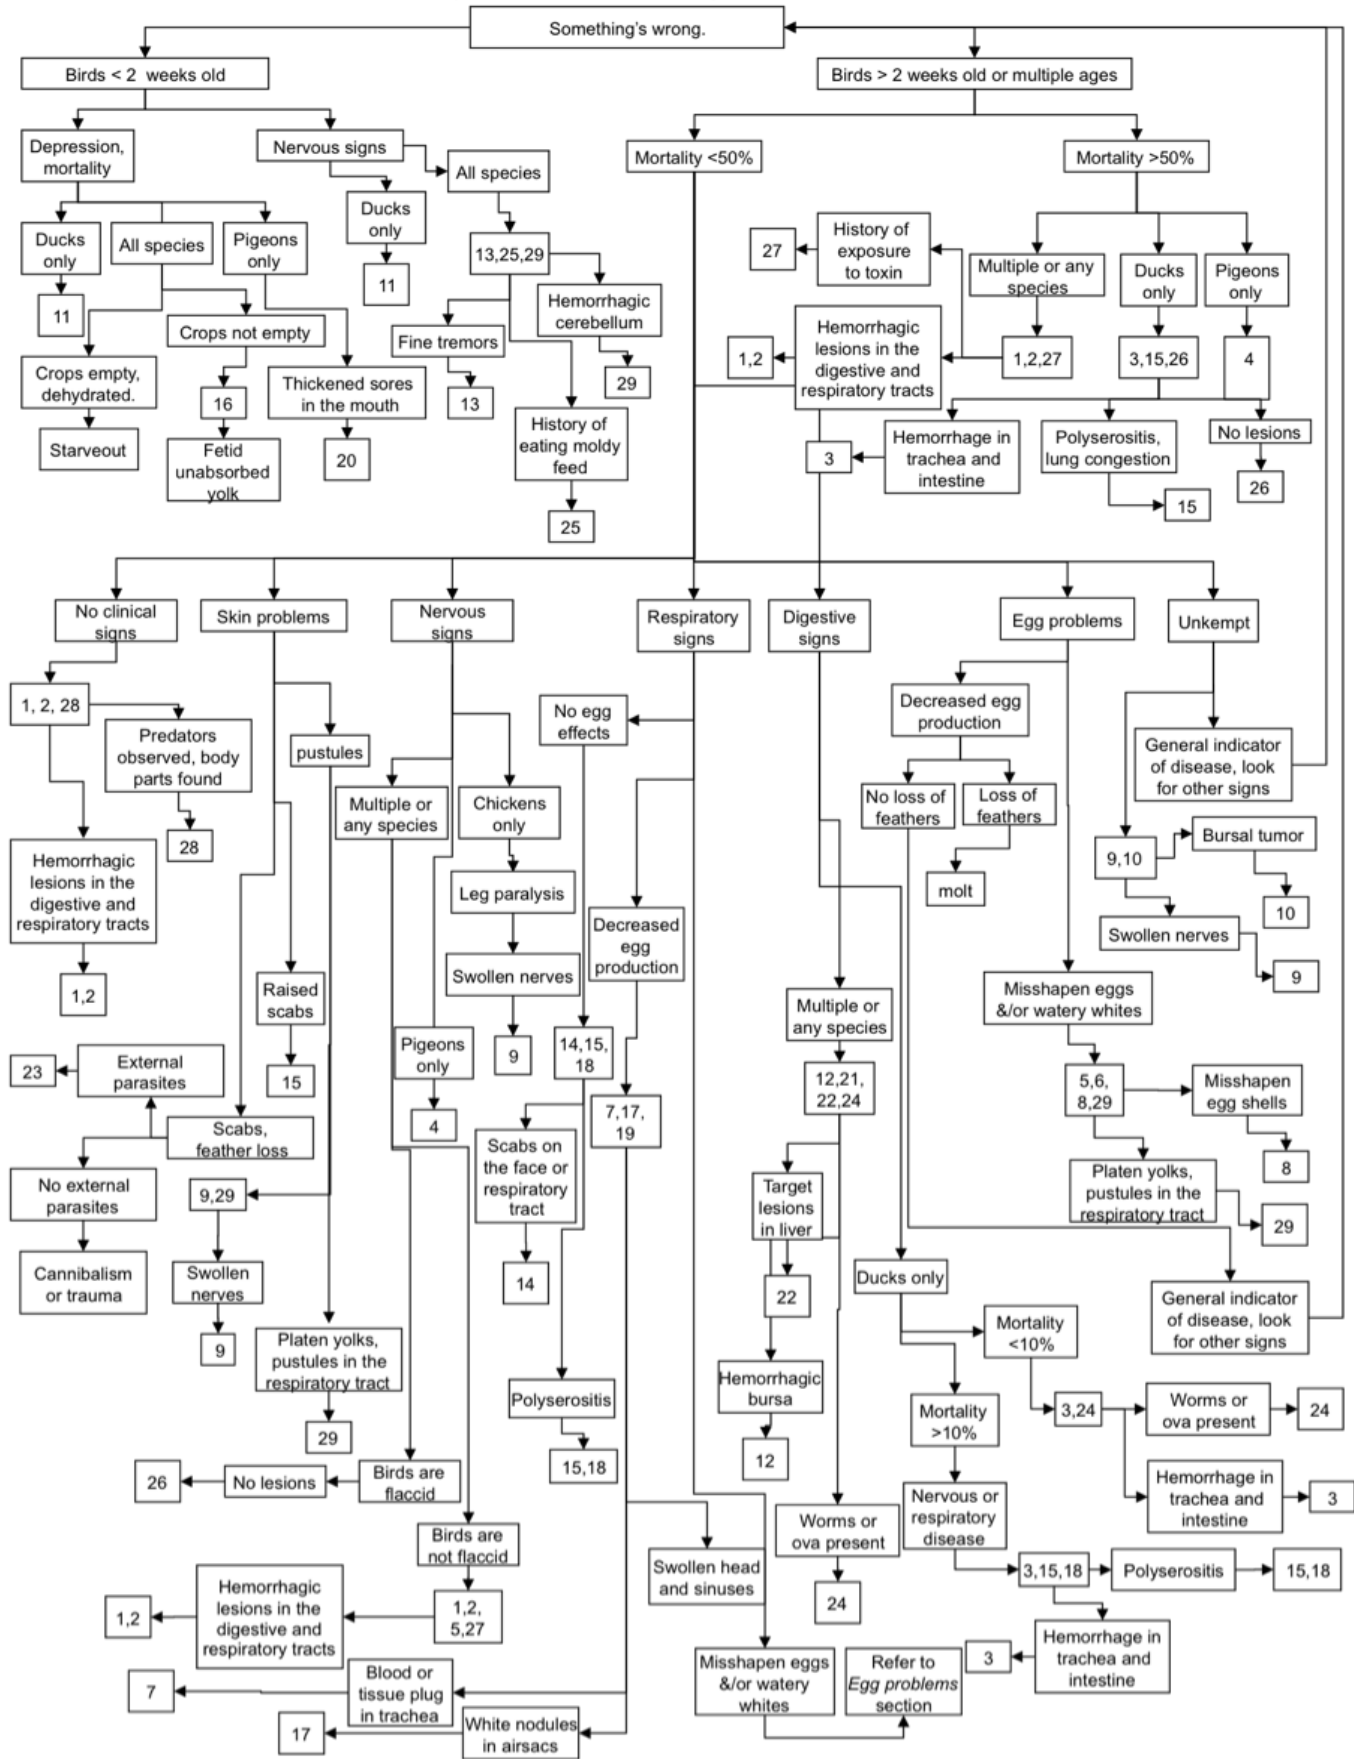 Something's wrong.
Birds < 2 weeks old
Birds > 2 weeks old or multiple ages
Depression,
mortality
Nervous signs
All species
Mortality <50%
Mortality >50%
Ducks
only
All species
Pigeons
only
Ducks
only
13,25,29
27
History of
exposure
to toxin
Multiple or any
species
Ducks
only
Pigeons
only
11
11
Crops not empty
Fine tremors
Hemorrhagic
cerebellum
1,2
Hemorrhagic
lesions in the
digestive and
respiratory tracts
1,2,27
3,15,26
4
Crops empty,
dehydrated.
16
Thickened sores
in the mouth
13
29
Starveout
Fetid
unabsorbed
yolk
20
History of
eating moldy
feed
25
3
Hemorrhage in
trachea and
intestine
Polyserositis,
lung congestion
No lesions
15
26
No clinical
signs
Skin problems
Nervous
signs
Respiratory
signs
Digestive
signs
Egg problems
Unkempt
1, 2, 28
Predators
observed, body
parts found
28
Hemorrhagic
lesions in the
digestive and
respiratory tracts
1,2
pustules
Raised
scabs
15
23
External
parasites
Scabs,
feather loss
No external
parasites
Cannibalism
or trauma
9,29
Swollen
nerves
9
Platen yolks,
pustules in the
respiratory tract
29
Multiple or
any species
Chickens
only
Leg paralysis
Swollen nerves
9
Pigeons
only
4
26
No lesions
Birds are
flaccid
Birds are
not flaccid
1,2
Hemorrhagic
lesions in the
digestive and
respiratory tracts
1,2,
5,27
No egg
effects
Decreased
egg
production
14,15,
18
7,17,
19
Scabs on
the face or
respiratory
tract
14
Polyserositis
15,18
Swollen head
and sinuses
7
Blood or
tissue plug
in trachea
17
White nodules
in airsacs
Misshapen eggs
&/or watery
whites
Refer to
Egg problems
section
Multiple or
any species
12,21,
22,24
Target
lesions
in liver
22
Hemorrhagic
bursa
12
Worms or
ova present
24
Ducks only
Mortality
<10%
Mortality
>10%
3,24
Worms or
ova present
24
Hemorrhage in
trachea and
intestine
3
Nervous or
respiratory
disease
3,15,18
Polyserositis
15,18
3
Hemorrhage in
trachea and
intestine
Decreased egg
production
No loss of
feathers
Loss of
feathers
molt
Misshapen eggs
&/or watery whites
5,6,
8,29
Misshapen
egg shells
8
Platen yolks,
pustules in the
respiratory tract
29
General indicator
of disease, look
for other signs
General indicator
of disease, look
for other signs
9,10
Bursal tumor
10
Swollen nerves
9